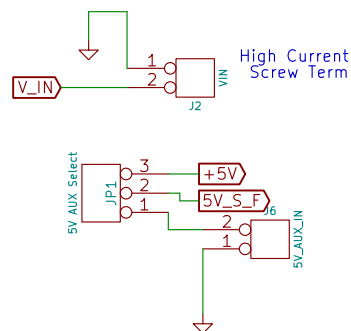 1
2
V_IN
VIN
J2
High Current
Screw Term
5V AUX Select
JP1
3
2
1
+5V
5V_S_F
J6
2
1
5V_AUX_IN